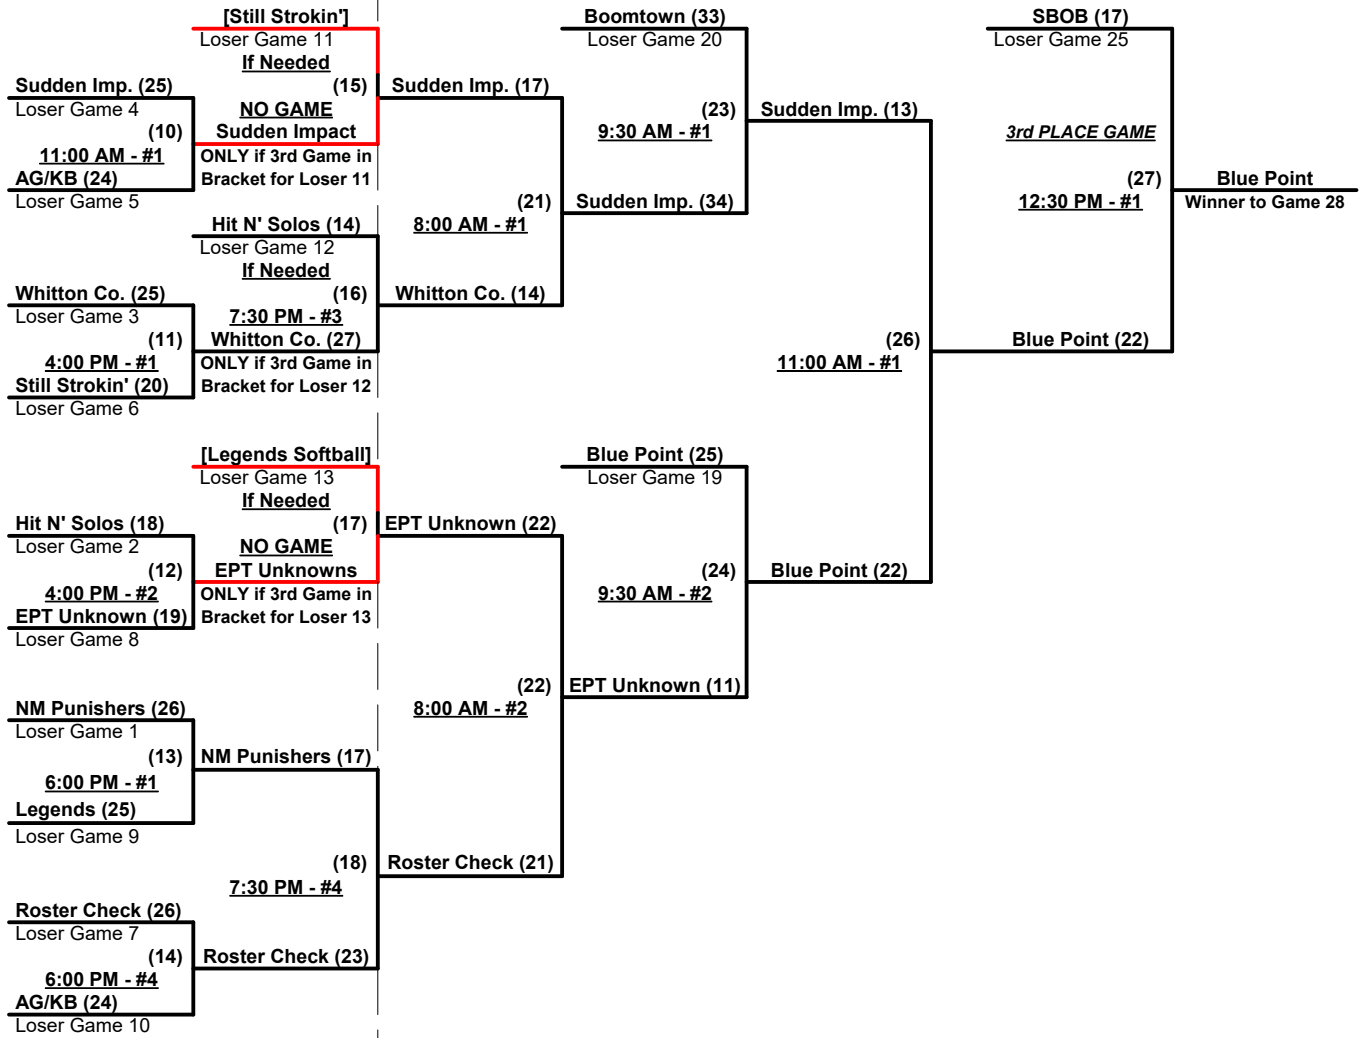 [Still Strokin']
Loser Game 11
If Needed
Sudden Imp. (25)
Loser Game 4
(15)
NO GAME
Sudden Impact
(10)
11:00 AM - #1
ONLY if 3rd Game in
Bracket for Loser 11
AG/KB (24)
Loser Game 5
Hit N' Solos (14)
Loser Game 12
If Needed
Whitton Co. (25)
Loser Game 3
(16)
7:30 PM - #3
Whitton Co. (27)
(11)
4:00 PM - #1
ONLY if 3rd Game in
Bracket for Loser 12
Still Strokin' (20)
Loser Game 6
[Legends Softball]
Loser Game 13
If Needed
Hit N' Solos (18)
Loser Game 2
(17)
NO GAME
EPT Unknowns
(12)
4:00 PM - #2
ONLY if 3rd Game in
Bracket for Loser 13
EPT Unknown (19)
Loser Game 8
NM Punishers (26)
Loser Game 1
(13)
6:00 PM - #1
NM Punishers (17)
Legends (25)
Loser Game 9
(18)
7:30 PM - #4
Roster Check (26)
Loser Game 7
(14)
6:00 PM - #4
Roster Check (23)
AG/KB (24)
Loser Game 10
Sudden Imp. (17)
(21)
8:00 AM - #1
Whitton Co. (14)
EPT Unknown (22)
(22)
8:00 AM - #2
Roster Check (21)
Boomtown (33)
Loser Game 20
(23)
9:30 AM - #1
Sudden Imp. (34)
Blue Point (25)
Loser Game 19
(24)
9:30 AM - #2
EPT Unknown (11)
Sudden Imp. (13)
(26)
11:00 AM - #1
Blue Point (22)
SBOB (17)
Loser Game 25
3rd PLACE GAME
(27)
12:30 PM - #1
Blue Point (22)
Blue Point
Winner to Game 28